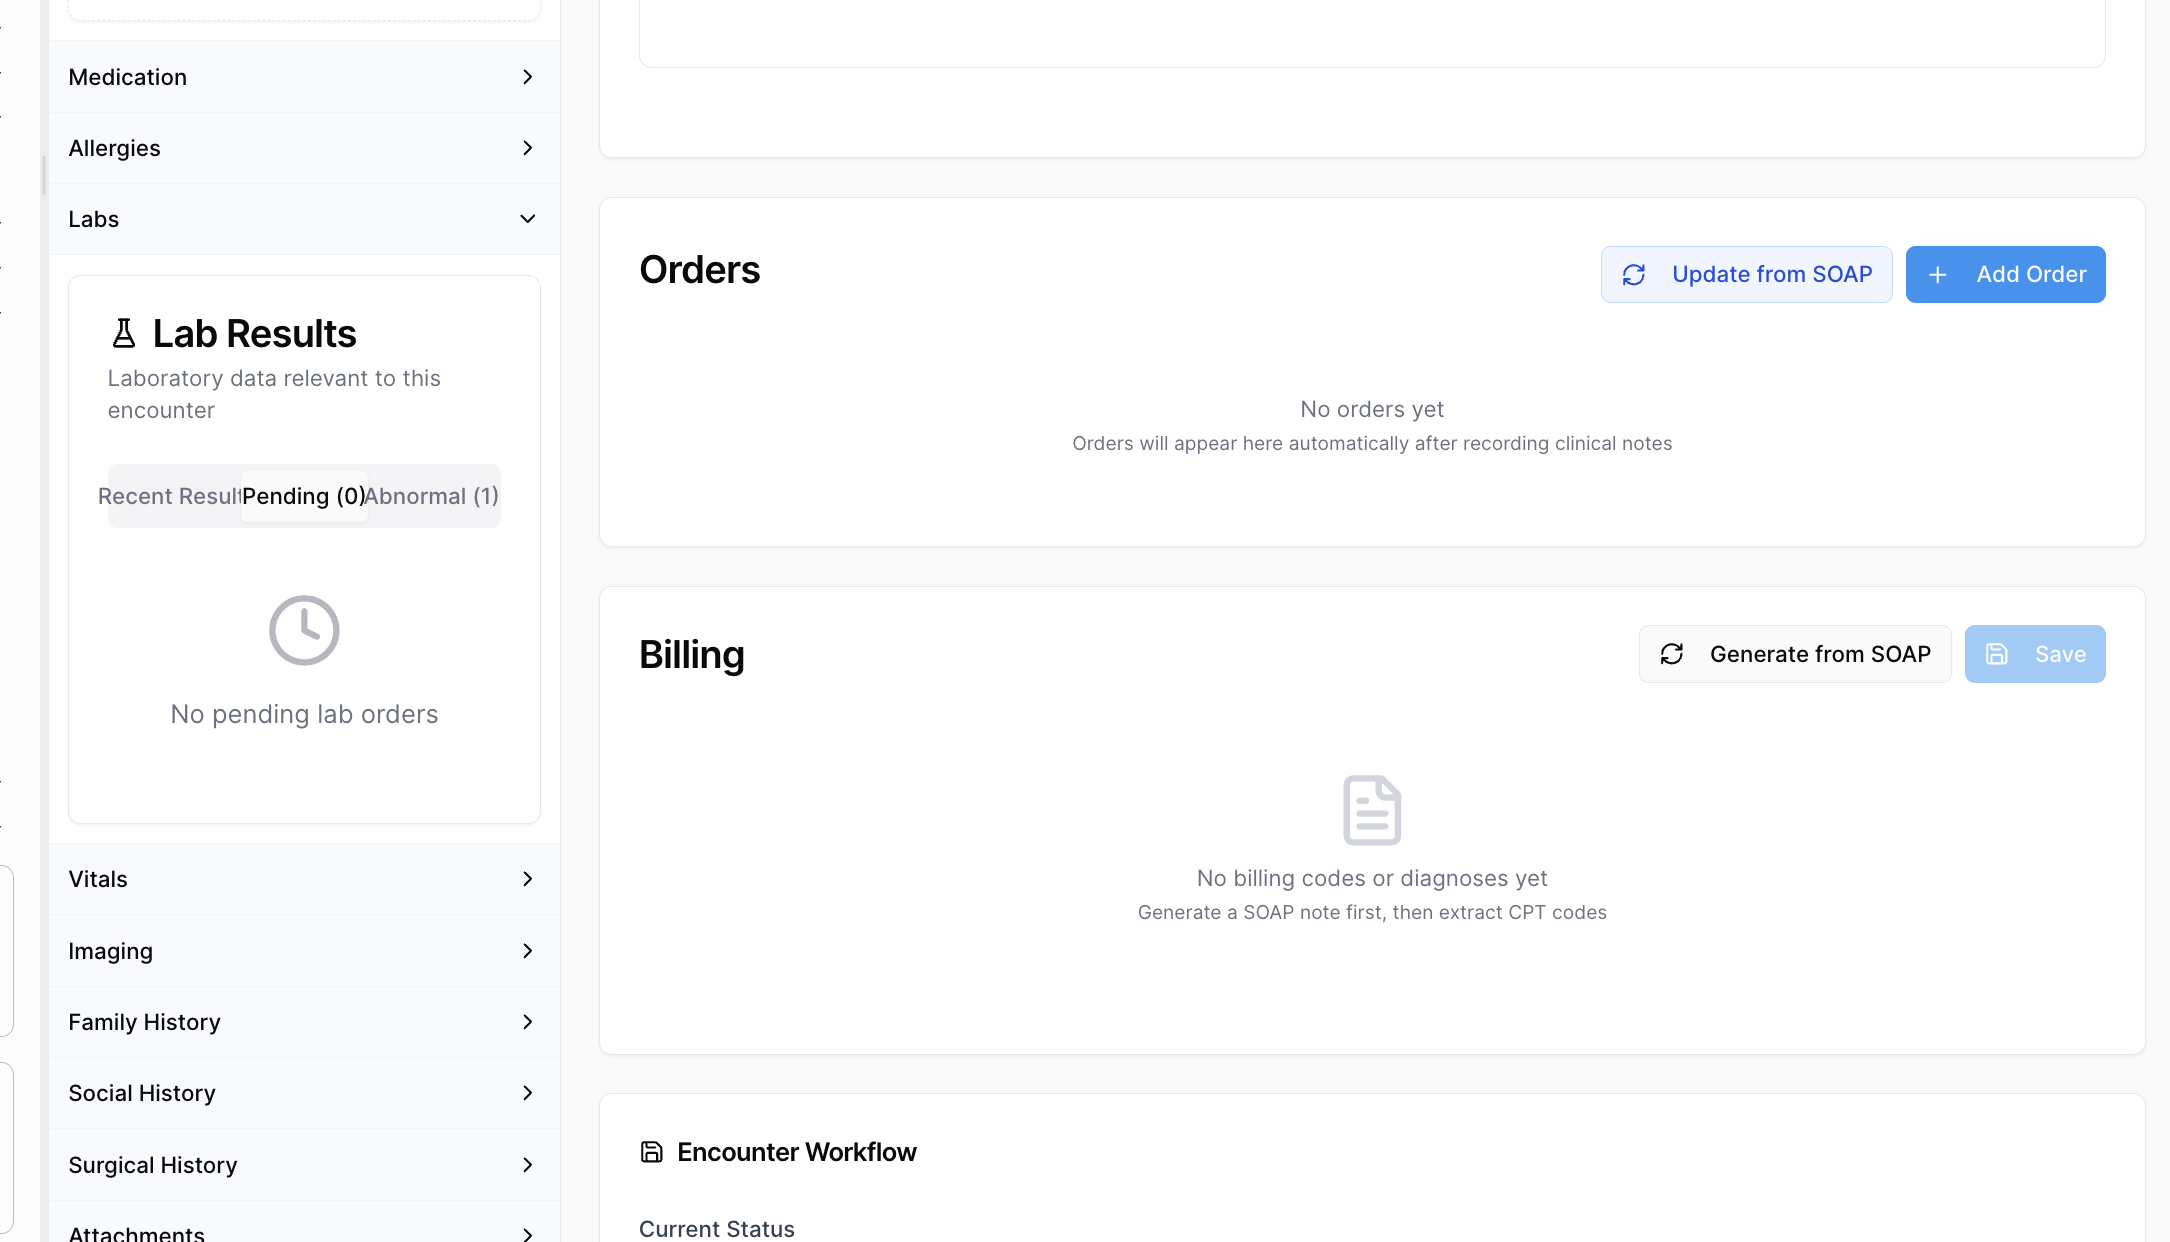 Medication
Allergies
Labs
Lab Results
Laboratory data relevant to this
encounter
Recent Result
Pending (0)
Abnormal (1)
No pending lab orders
Vitals
Imaging
Family History
Social History
Surgical History
Attachments
Orders
Update from SOAP
Add Order
No orders yet
Orders will appear here automatically after recording clinical notes
Billing
Generate from SOAP
Save
No billing codes or diagnoses yet
Generate a SOAP note first, then extract CPT codes
Encounter Workflow
Current Status